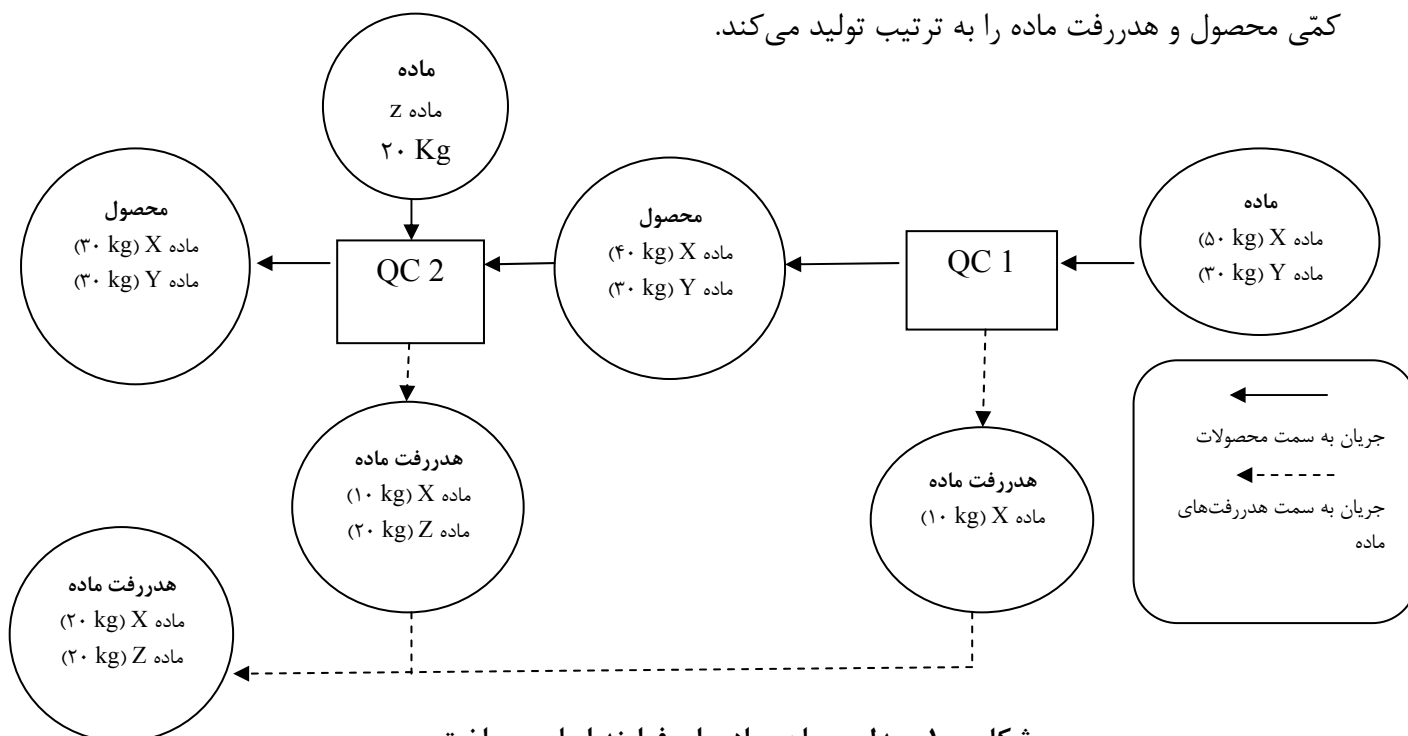 کمّی محصول و هدررفت ماده را به ترتیب تولید می‌کند.
ماده
ماده X (۵۰ kg)
ماده Y (۳۰ kg)
QC 1
محصول
ماده X (۴۰ kg)
ماده Y (۳۰ kg)
ماده
ماده z
۲۰ Kg
QC 2
محصول
ماده X (۳۰ kg)
ماده Y (۳۰ kg)
جریان به سمت محصولات
جریان به سمت هدررفت‌های
ماده
هدررفت ماده
ماده X (۱۰ kg)
هدررفت ماده
ماده X (۱۰ kg)
ماده Z (۲۰ kg)
هدررفت ماده
ماده X (۲۰ kg)
ماده Z (۲۰ kg)